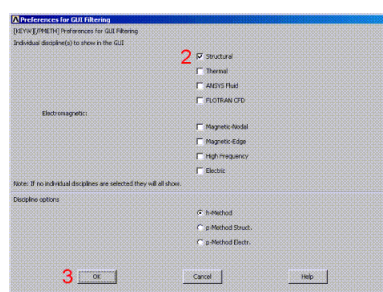 Preferences for GUI Filtering
[KEYW][/PMETH] Preferences for GUI Filtering
Individual discipline(s) to show in the GUI
2 Structural
Thermal
ANSYS Fluid
FLOTRAN CFD
Electromagnetic:
Magnetic-Nodal
Magnetic-Edge
High Frequency
Electric
Note: If no individual disciplines are selected they will all show.
Discipline options
h-Method
p-Method Struct.
p-Method Electr.
3 OK Cancel Help